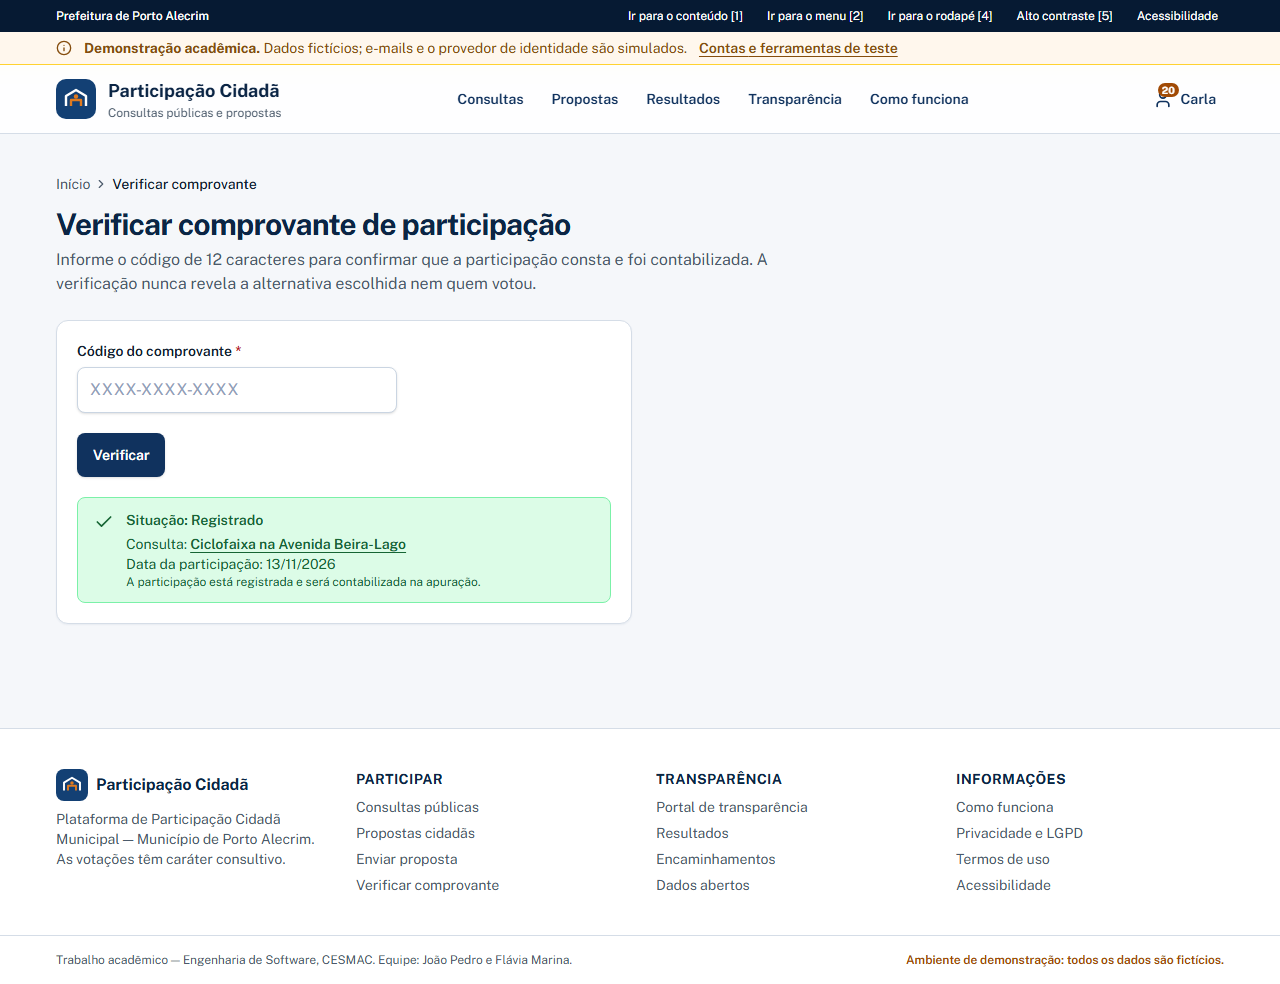 Prefeitura de Porto Alecrim
Ir para o conteúdo [1]
Ir para o menu [2]
Ir para o rodapé [4]
Alto contraste [5]
Acessibilidade
Demonstração acadêmica. Dados fictícios; e-mails e o provedor de identidade são simulados. Contas e ferramentas de teste
Participação Cidadã
Consultas públicas e propostas
Consultas
Propostas
Resultados
Transparência
Como funciona
20
Carla
Início
Verificar comprovante
Verificar comprovante de participação
Informe o código de 12 caracteres para confirmar que a participação consta e foi contabilizada. A
verificação nunca revela a alternativa escolhida nem quem votou.
Código do comprovante *
XXXX-XXXX-XXXX
Verificar
Situação: Registrado
Consulta: Ciclofaixa na Avenida Beira-Lago
Data da participação: 13/11/2026
A participação está registrada e será contabilizada na apuração.
Participação Cidadã
Plataforma de Participação Cidadã
Municipal — Município de Porto Alecrim.
As votações têm caráter consultivo.
PARTICIPAR
Consultas públicas
Propostas cidadãs
Enviar proposta
Verificar comprovante
TRANSPARÊNCIA
Portal de transparência
Resultados
Encaminhamentos
Dados abertos
INFORMAÇÕES
Como funciona
Privacidade e LGPD
Termos de uso
Acessibilidade
Trabalho acadêmico — Engenharia de Software, CESMAC. Equipe: João Pedro e Flávia Marina.
Ambiente de demonstração: todos os dados são fictícios.